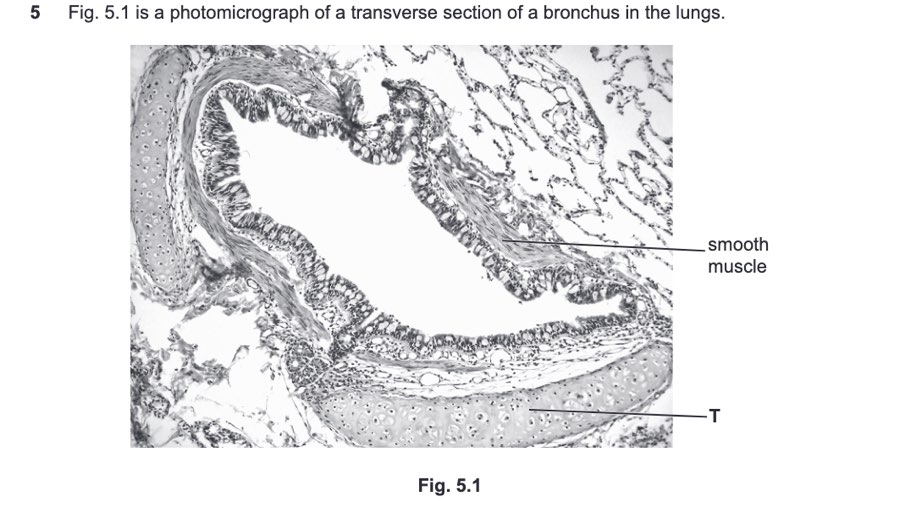 5 Fig. 5.1 is a photomicrograph of a transverse section of a bronchus in the lungs.
smooth
muscle
T
Fig. 5.1